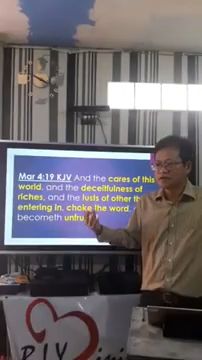 Mar 4:19 KJV And the cares of this
world, and the deceitfulness of
riches, and the lusts of other
entering in, choke the word,
becometh